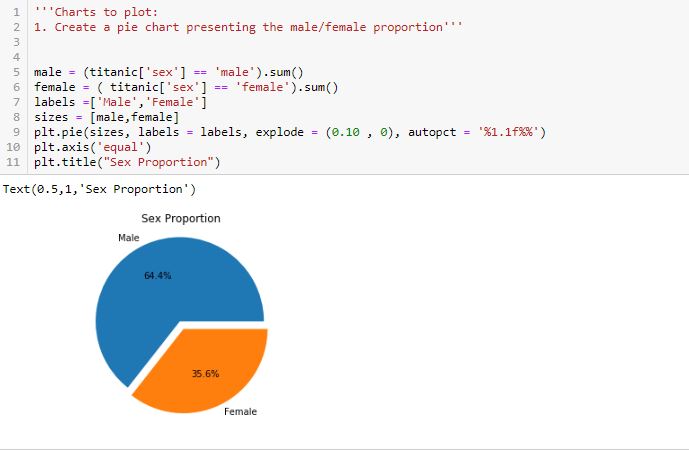 1 '''Charts to plot:
2 1. Create a pie chart presenting the male/female proportion'''
3
4
5 male = (titanic['sex'] == 'male').sum()
6 female = ( titanic['sex'] == 'female').sum()
7 labels =['Male','Female']
8 sizes = [male,female]
9 plt.pie(sizes, labels = labels, explode = (0.10 , 0), autopct = '%1.1f%%')
10 plt.axis('equal')
11 plt.title("Sex Proportion")
Text(0.5,1,'Sex Proportion')
Sex Proportion
Male
64.4%
35.6%
Female